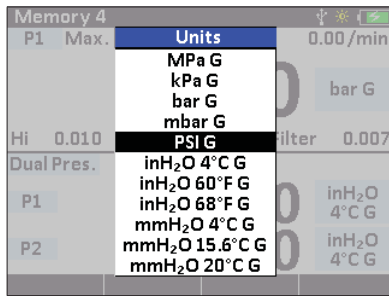 Memory 4
P1 Max. Units 0.00/min
MPa G
kPa G
bar G bar G
mbar G
Hi 0.010 PSI G ilter 0.007
Dual Pres. inH₂O 4°C G
inH₂O 60°F G
P1 inH₂O 68°F G 0 inH₂O 4°C G
mmH₂O 4°C G
P2 mmH₂O 15.6°C G 0 inH₂O 4°C G
mmH₂O 20°C G